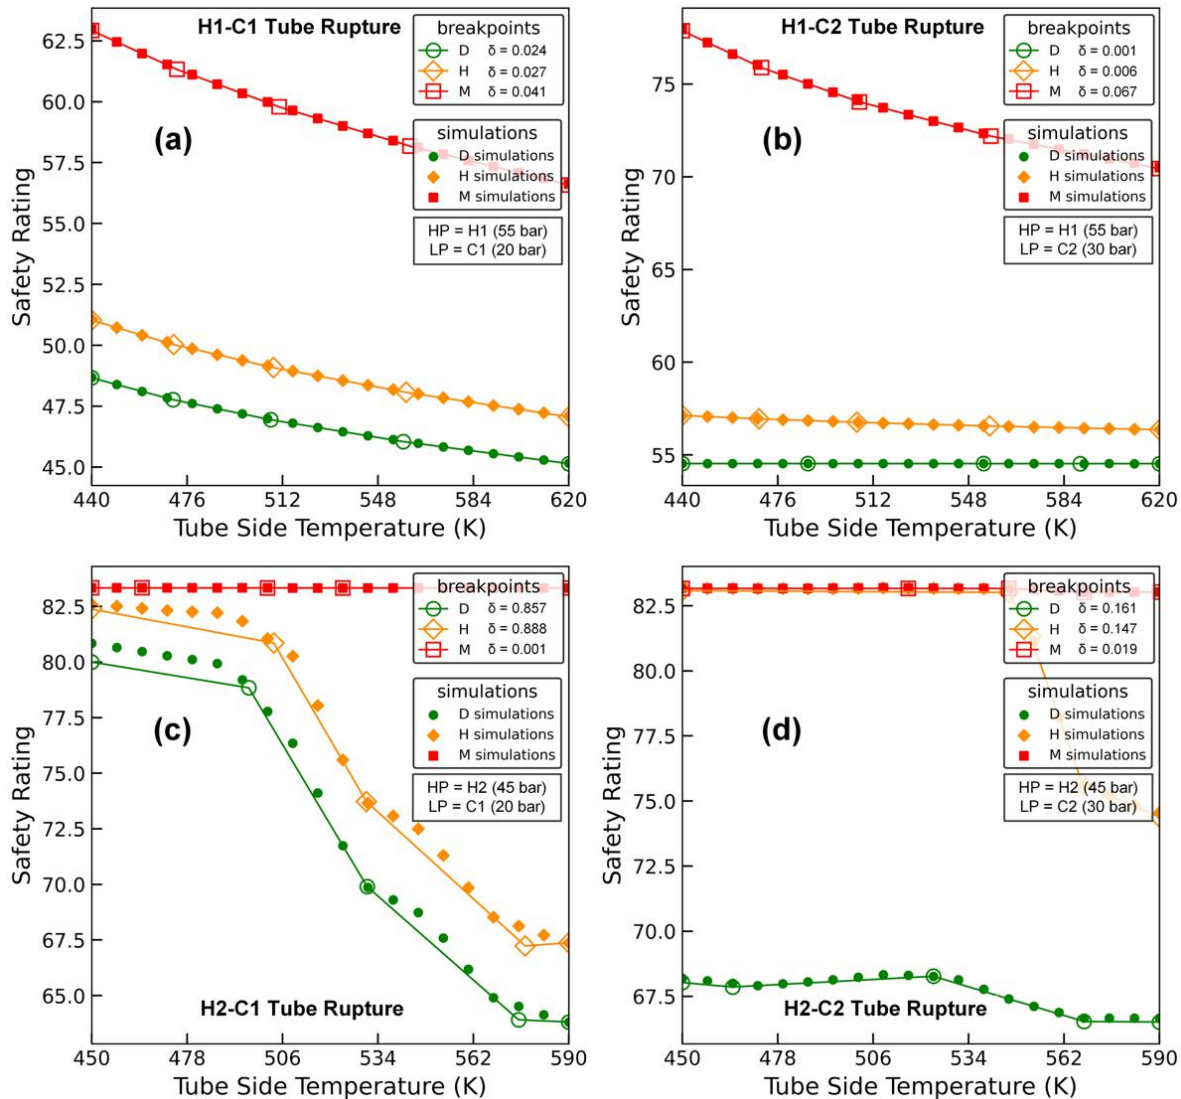 H1-C1 Tube Rupture
(a)
breakpoints
D δ = 0.024
H δ = 0.027
M δ = 0.041
simulations
D simulations
H simulations
M simulations
HP = H1 (55 bar)
LP = C1 (20 bar)
Safety Rating
62.5
60.0
57.5
55.0
52.5
50.0
47.5
45.0
440 476 512 548 584 620
Tube Side Temperature (K)
H1-C2 Tube Rupture
(b)
breakpoints
D δ = 0.001
H δ = 0.006
M δ = 0.067
simulations
D simulations
H simulations
M simulations
HP = H1 (55 bar)
LP = C2 (30 bar)
Safety Rating
75
70
65
60
55
440 476 512 548 584 620
Tube Side Temperature (K)
breakpoints
D δ = 0.857
H δ = 0.888
M δ = 0.001
simulations
D simulations
H simulations
M simulations
HP = H2 (45 bar)
LP = C1 (20 bar)
(c)
H2-C1 Tube Rupture
Safety Rating
82.5
80.0
77.5
75.0
72.5
70.0
67.5
65.0
450 478 506 534 562 590
Tube Side Temperature (K)
breakpoints
D δ = 0.161
H δ = 0.147
M δ = 0.019
simulations
D simulations
H simulations
M simulations
HP = H2 (45 bar)
LP = C2 (30 bar)
(d)
H2-C2 Tube Rupture
Safety Rating
82.5
80.0
77.5
75.0
72.5
70.0
67.5
450 478 506 534 562 590
Tube Side Temperature (K)